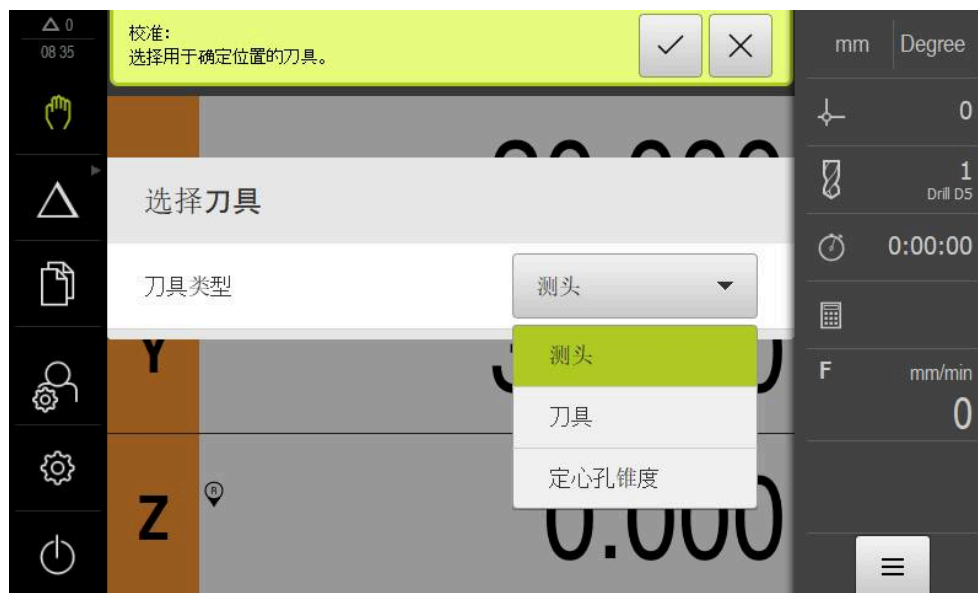 0
08 35
校准:
选择用于确定位置的刀具。
mm Degree
0
1
Drill D5
0:00:00
选择刀具
刀具类型
测头
测头
刀具
定心孔锥度
Y
F mm/min
0
Z
R
0.000